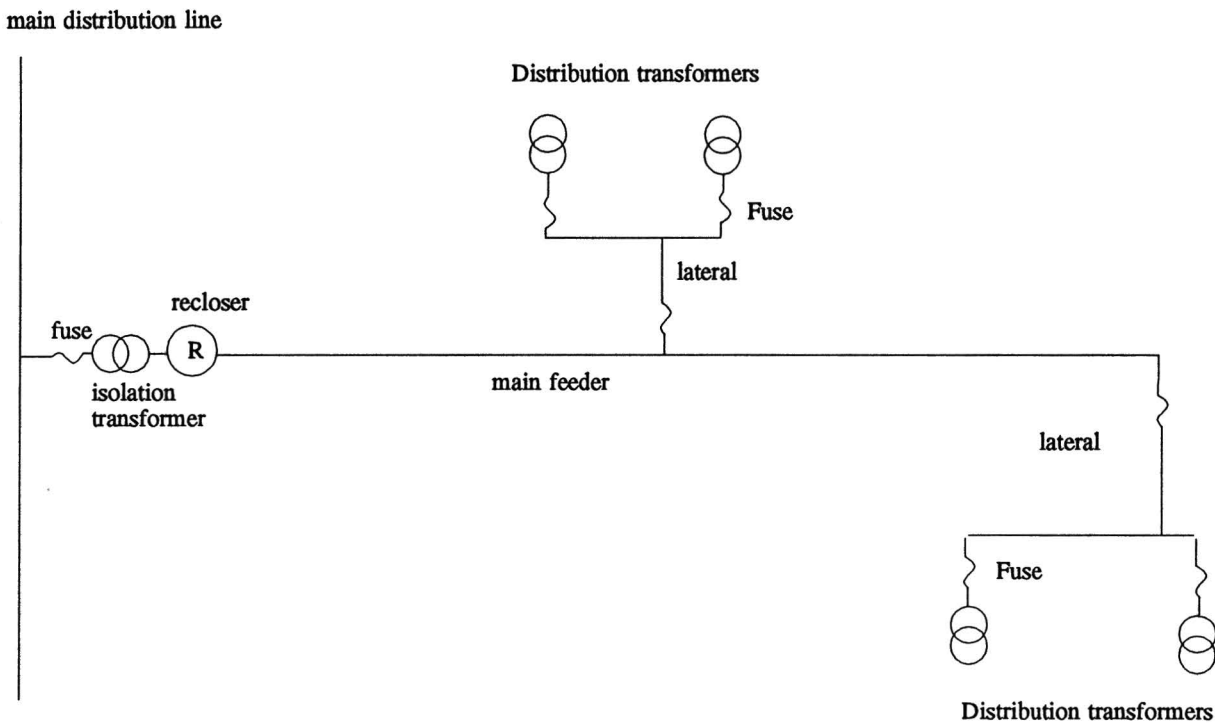 main distribution line
Distribution transformers
Fuse
lateral
recloser
fuse
R
isolation
transformer
main feeder
lateral
Fuse
Distribution transformers